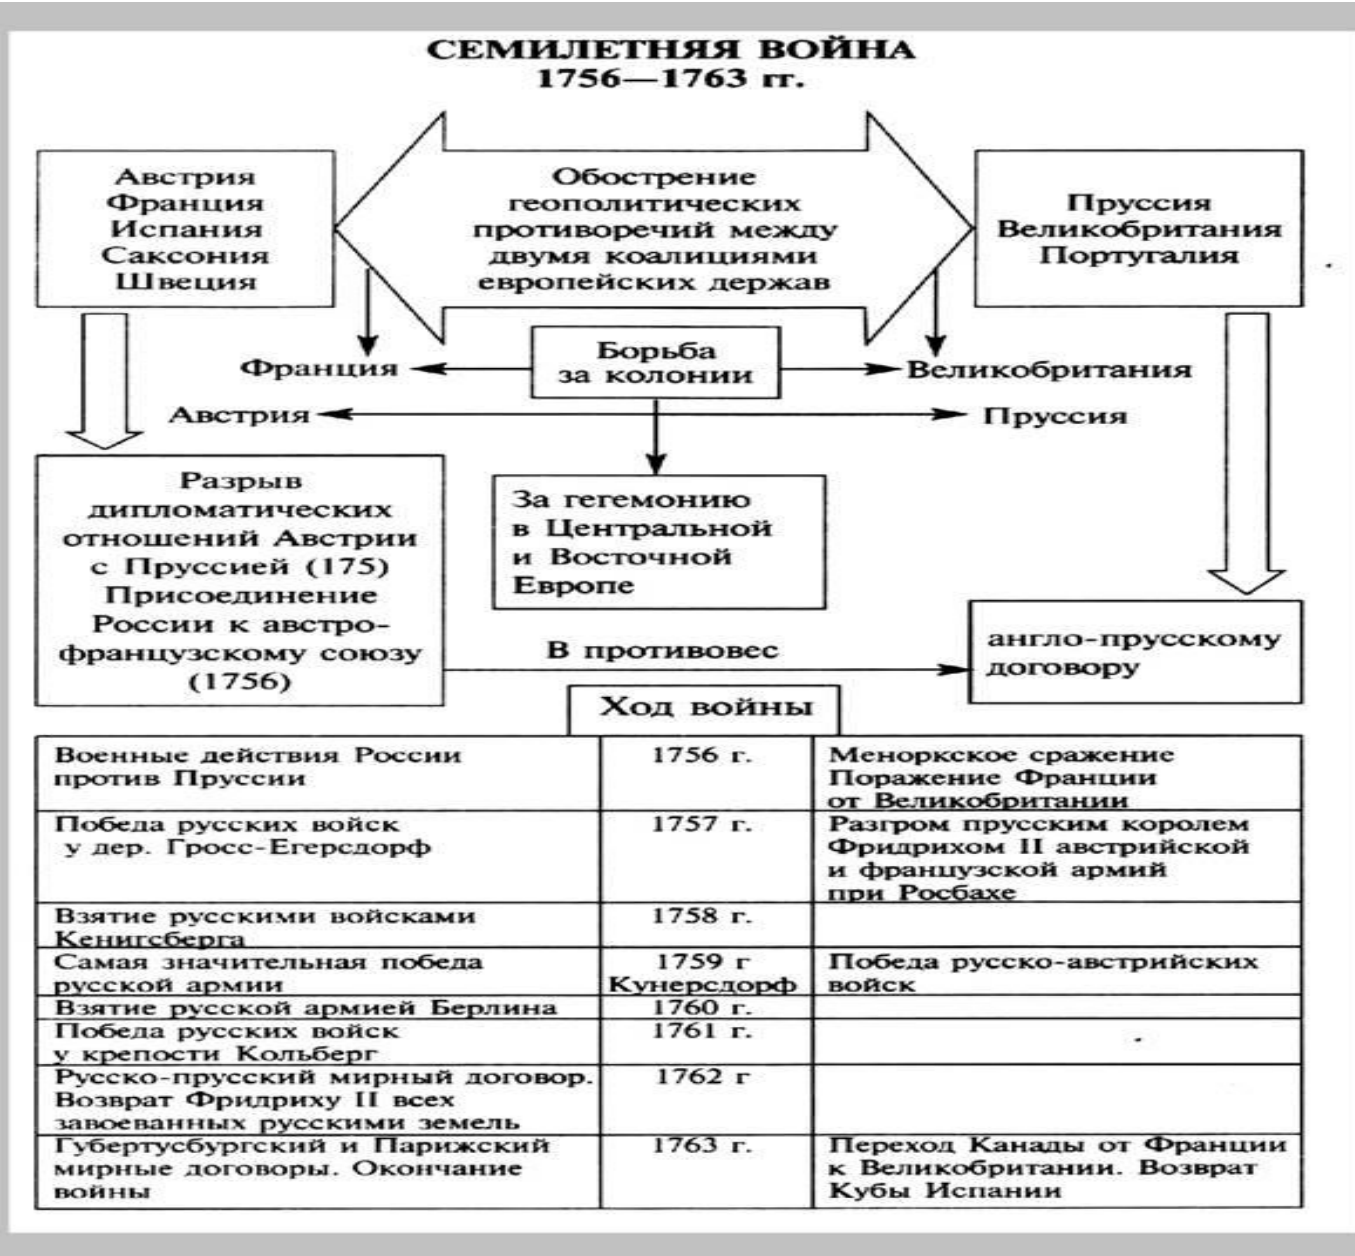 СЕМИЛЕТНЯЯ ВОЙНА
1756—1763 гг.
Австрия
Франция
Испания
Саксония
Швеция
Обострение
геополитических
противоречий между
двумя коалициями
европейских держав
Пруссия
Великобритания
Португалия
Франция
Борьба
за колонии
Великобритания
Австрия
Пруссия
Разрыв
дипломатических
отношений Австрии
с Пруссией (175)
Присоединение
России к австро-
французскому союзу
(1756)
За гегемонию
в Центральной
и Восточной
Европе
В противовес
англо-прусскому
договору
Ход войны
Военные действия России
против Пруссии
1756 г.
Меноркское сражение
Поражение Франции
от Великобритании
Победа русских войск
у дер. Гросс-Егерсдорф
1757 г.
Разгром прусским королем
Фридрихом II австрийской
и французской армий
при Росбахе
Взятие русскими войсками
Кенигсберга
1758 г.
Самая значительная победа
русской армии
1759 г
Кунерсдорф
Победа русско-австрийских
войск
Взятие русской армией Берлина
1760 г.
Победа русских войск
у крепости Кольберг
1761 г.
Русско-прусский мирный договор.
Возврат Фридриху II всех
завоеванных русскими земель
1762 г
Губертусбургский и Парижский
мирные договоры. Окончание
войны
1763 г.
Переход Канады от Франции
к Великобритании. Возврат
Кубы Испании